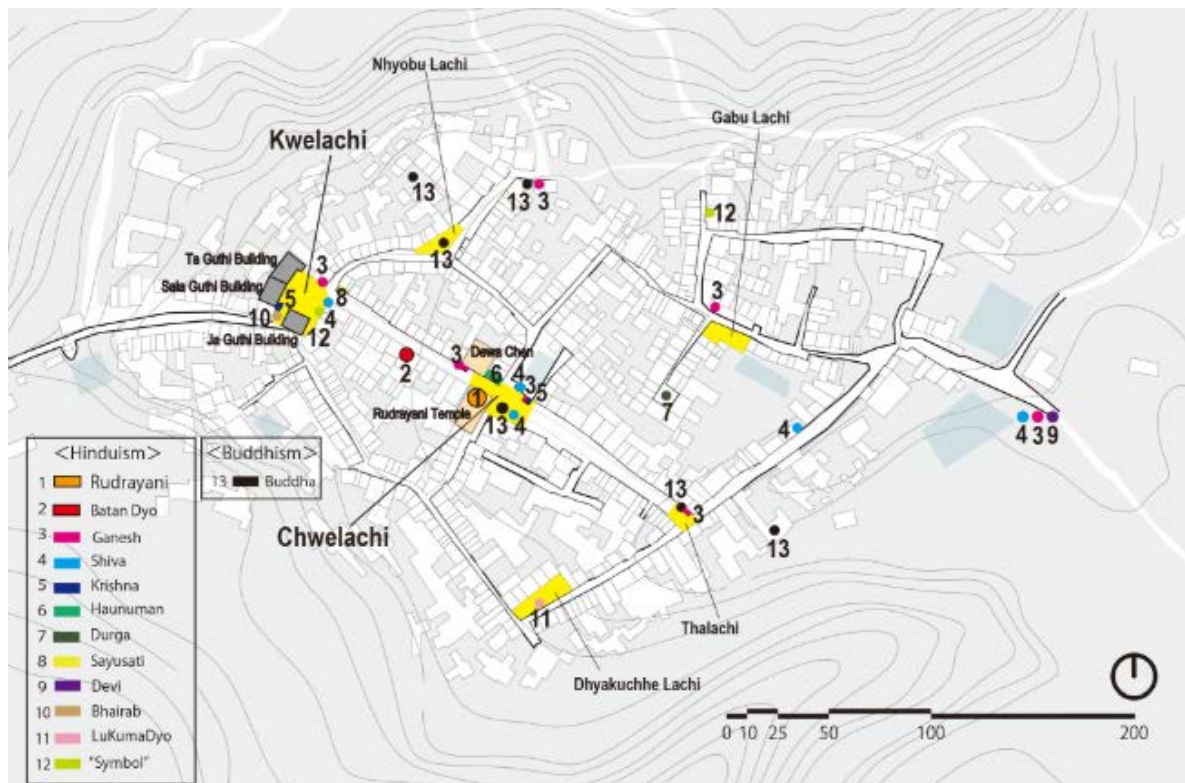 Nhyobu Lachi
Gabu Lachi
Kwelachi
13
13 3
12
13
Ta Guthi Building
3
Sala Guthi Building
5 8
3
10 4
Ja Guthi Building 12
2
3 Dewa Chen
6 4
3
5
1
7
Rudrayani Temple
13 4
4
4 3 9
Chwelachi
13
3
13
11
Thalachi
Dhyakuchhe Lachi
<Hinduism>
1 Rudrayani
2 Batan Dyo
3 Ganesh
4 Shiva
5 Krishna
6 Haunuman
7 Durga
8 Sayusati
9 Devi
10 Bhairab
11 LuKumaDyo
12 "Symbol"
<Buddhism>
13 Buddha
0 10 25 50 100 200